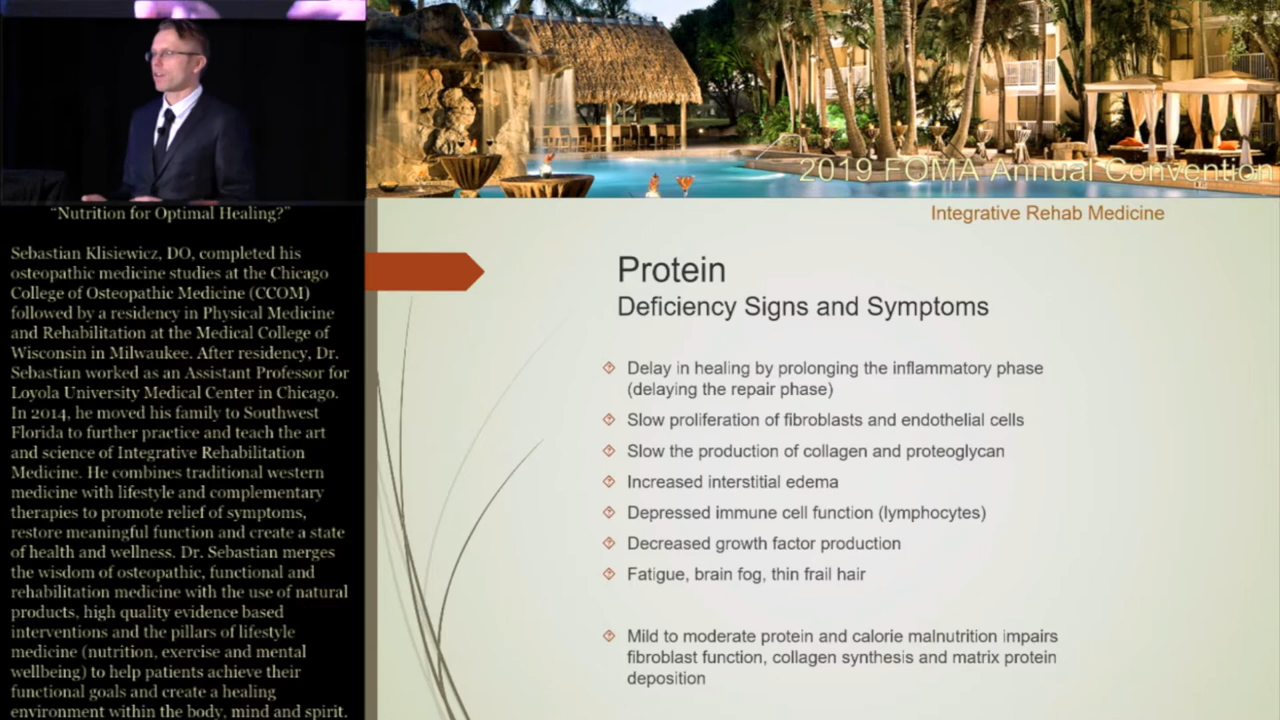 2019 FOMA Annual Convention
"Nutrition for Optimal Healing?"
Sebastian Klisiewicz, DO, completed his
osteopathic medicine studies at the Chicago
College of Osteopathic Medicine (CCOM)
followed by a residency in Physical Medicine
and Rehabilitation at the Medical College of
Wisconsin in Milwaukee. After residency, Dr.
Sebastian worked as an Assistant Professor for
Loyola University Medical Center in Chicago.
In 2014, he moved his family to Southwest
Florida to further practice and teach the art
and science of Integrative Rehabilitation
Medicine. He combines traditional western
medicine with lifestyle and complementary
therapies to promote relief of symptoms,
restore meaningful function and create a state
of health and wellness. Dr. Sebastian merges
the wisdom of osteopathic, functional and
rehabilitation medicine with the use of natural
products, high quality evidence based
interventions and the pillars of lifestyle
medicine (nutrition, exercise and mental
wellbeing) to help patients achieve their
functional goals and create a healing
environment within the body, mind and spirit.
Integrative Rehab Medicine
Protein
Deficiency Signs and Symptoms
Delay in healing by prolonging the inflammatory phase
(delaying the repair phase)
Slow proliferation of fibroblasts and endothelial cells
Slow the production of collagen and proteoglycan
Increased interstitial edema
Depressed immune cell function (lymphocytes)
Decreased growth factor production
Fatigue, brain fog, thin frail hair
Mild to moderate protein and calorie malnutrition impairs
fibroblast function, collagen synthesis and matrix protein
deposition